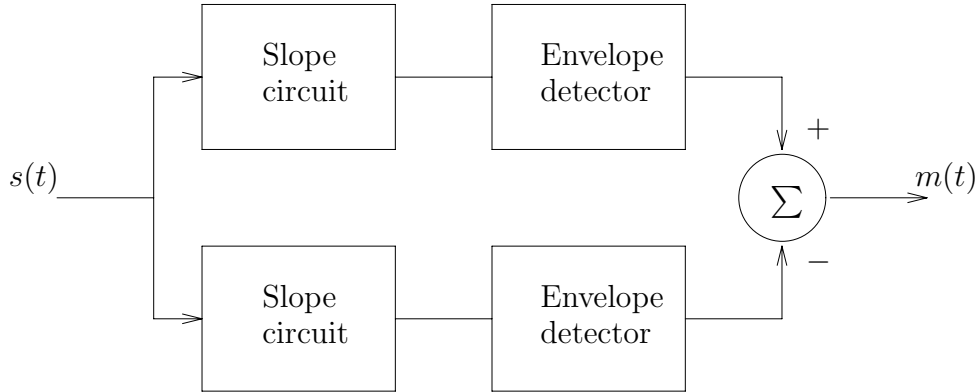 Slope
circuit
Envelope
detector
+
s(t)
Σ
m(t)
−
Slope
circuit
Envelope
detector